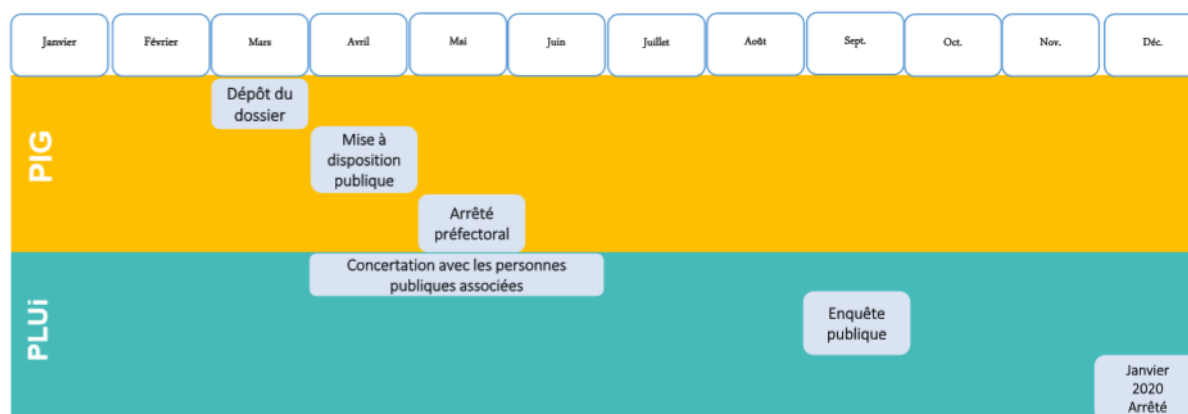 Janvier
Février
Mars
Avril
Mai
Juin
Juillet
Août
Sept.
Oct.
Nov.
Déc.
PIG
Dépôt du
dossier
Mise à
disposition
publique
Arrêté
préfectoral
PLUi
Concertation avec les personnes
publiques associées
Enquête
publique
Janvier
2020
Arrêté